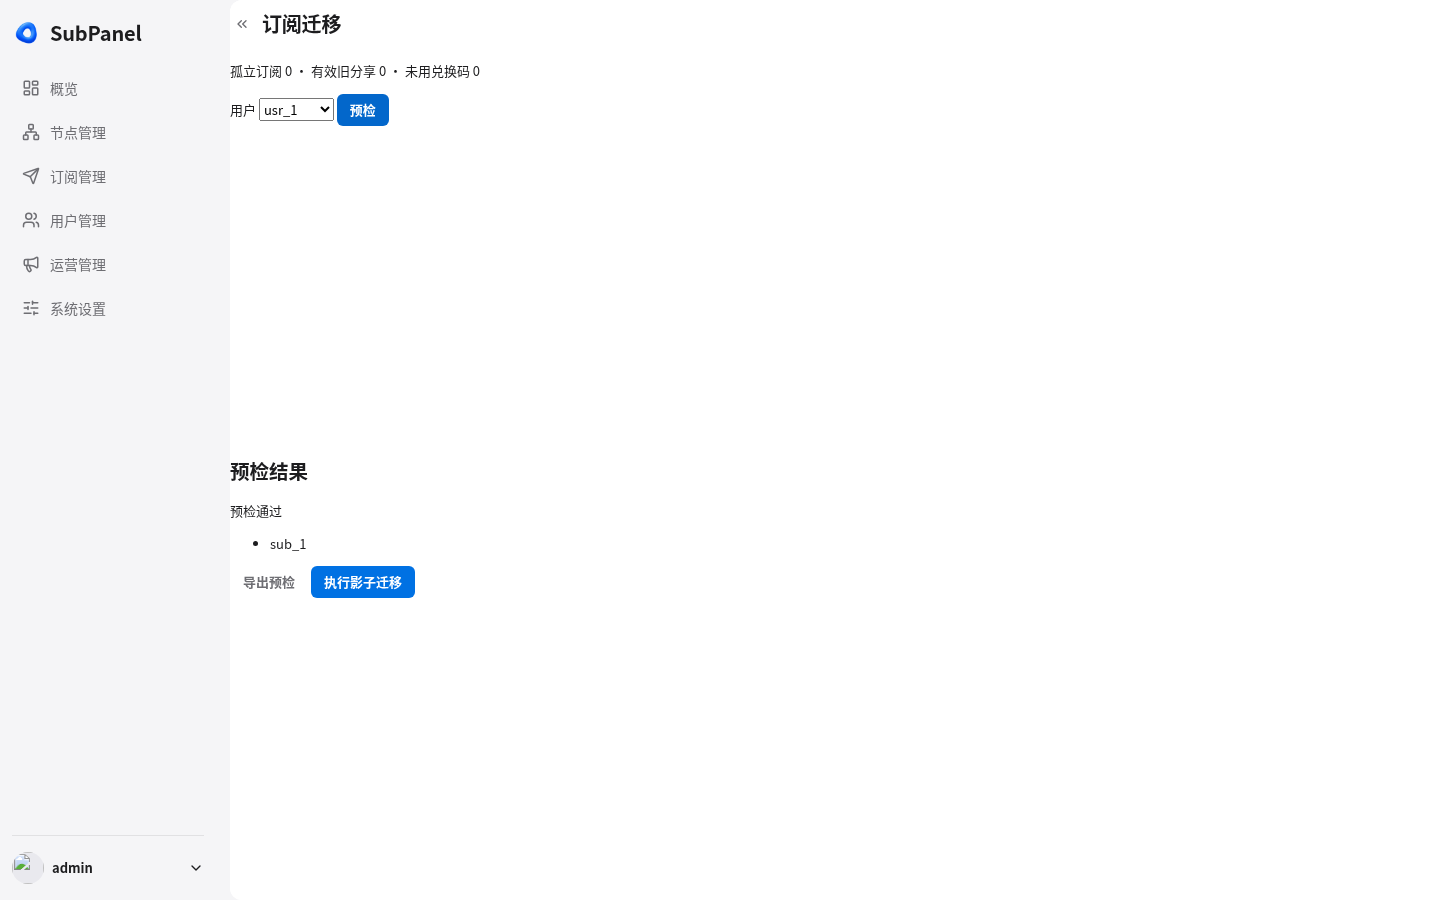 SubPanel
概览
节点管理
订阅管理
用户管理
运营管理
系统设置
admin
订阅迁移
孤立订阅 0 · 有效旧分享 0 · 未用兑换码 0
用户 usr_1 预检
预检结果
预检通过
sub_1
导出预检 执行影子迁移